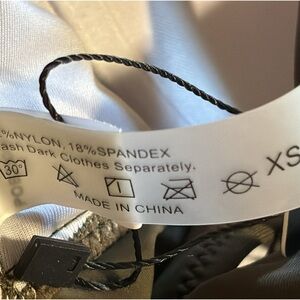 %NYLON, 18%SPANDEX
ash Dark Clothes Separately.
30°
XS
MADE IN CHINA